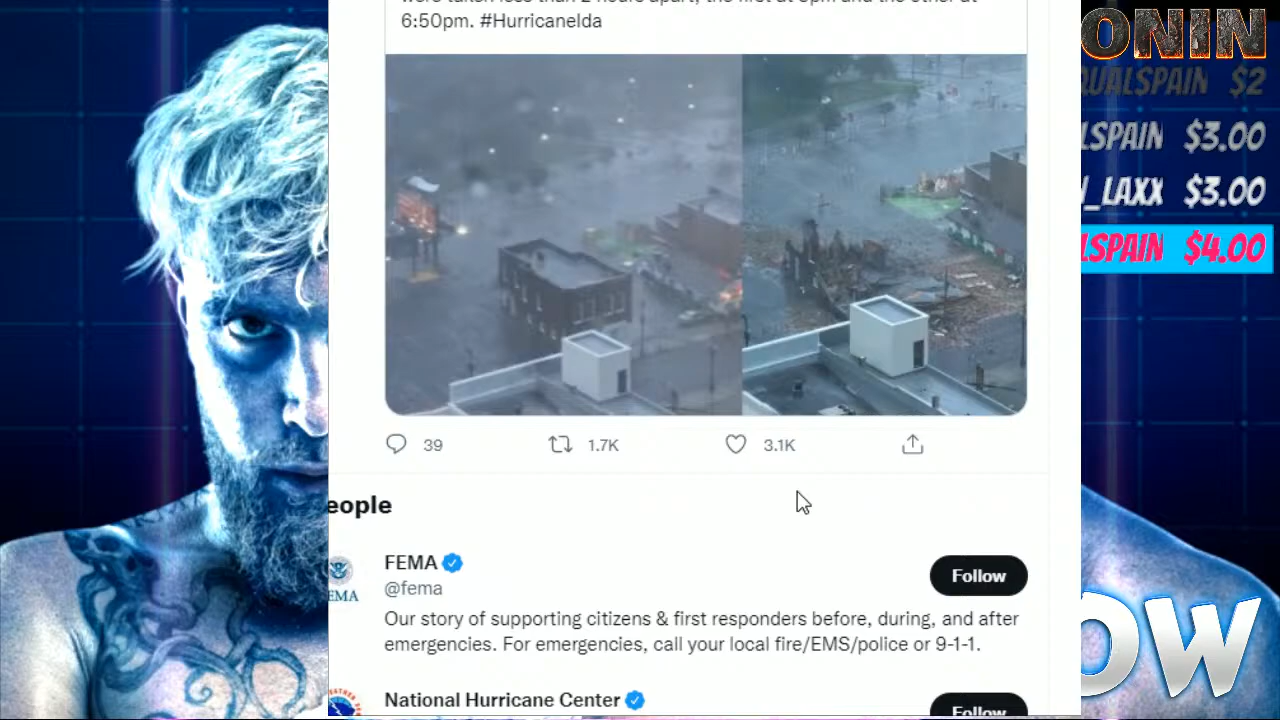 6:50pm. #HurricaneIda
ONIN
QUALSPAIN $2
LSPAIN $3.00
_LAXX $3.00
LSPAIN $4.00
39 1.7K 3.1K
eople
FEMA
@fema
Follow
EMA
Our story of supporting citizens & first responders before, during, and after
emergencies. For emergencies, call your local fire/EMS/police or 9-1-1.
OW
National Hurricane Center
Follow